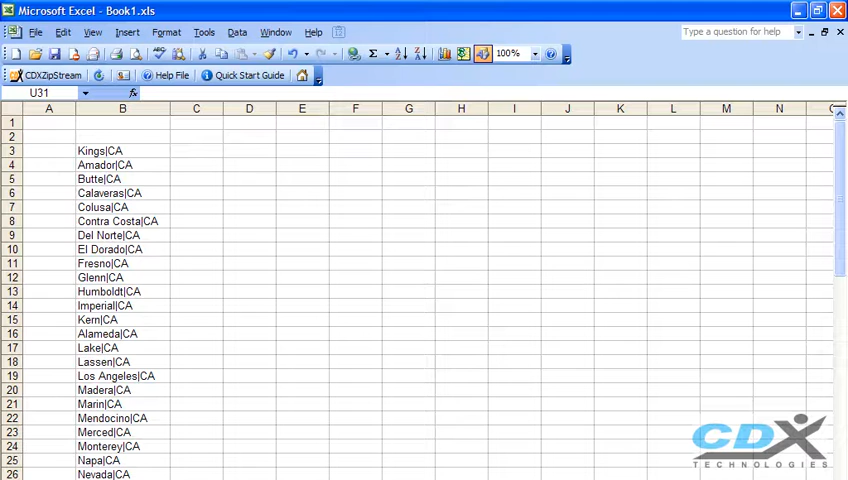 Microsoft Excel - Book1.xls
File Edit View Insert Format Tools Data Window Help
Type a question for help
Σ 100%
CDXZipStream Help File Quick Start Guide
U31 fx
A B C D E F G H I J K L M N
1
2
3 Kings|CA
4 Amador|CA
5 Butte|CA
6 Calaveras|CA
7 Colusa|CA
8 Contra Costa|CA
9 Del Norte|CA
10 El Dorado|CA
11 Fresno|CA
12 Glenn|CA
13 Humboldt|CA
14 Imperial|CA
15 Kern|CA
16 Alameda|CA
17 Lake|CA
18 Lassen|CA
19 Los Angeles|CA
20 Madera|CA
21 Marin|CA
22 Mendocino|CA
23 Merced|CA
24 Monterey|CA
25 Napa|CA
26 Nevada|CA
CDX
TECHNOLOGIES